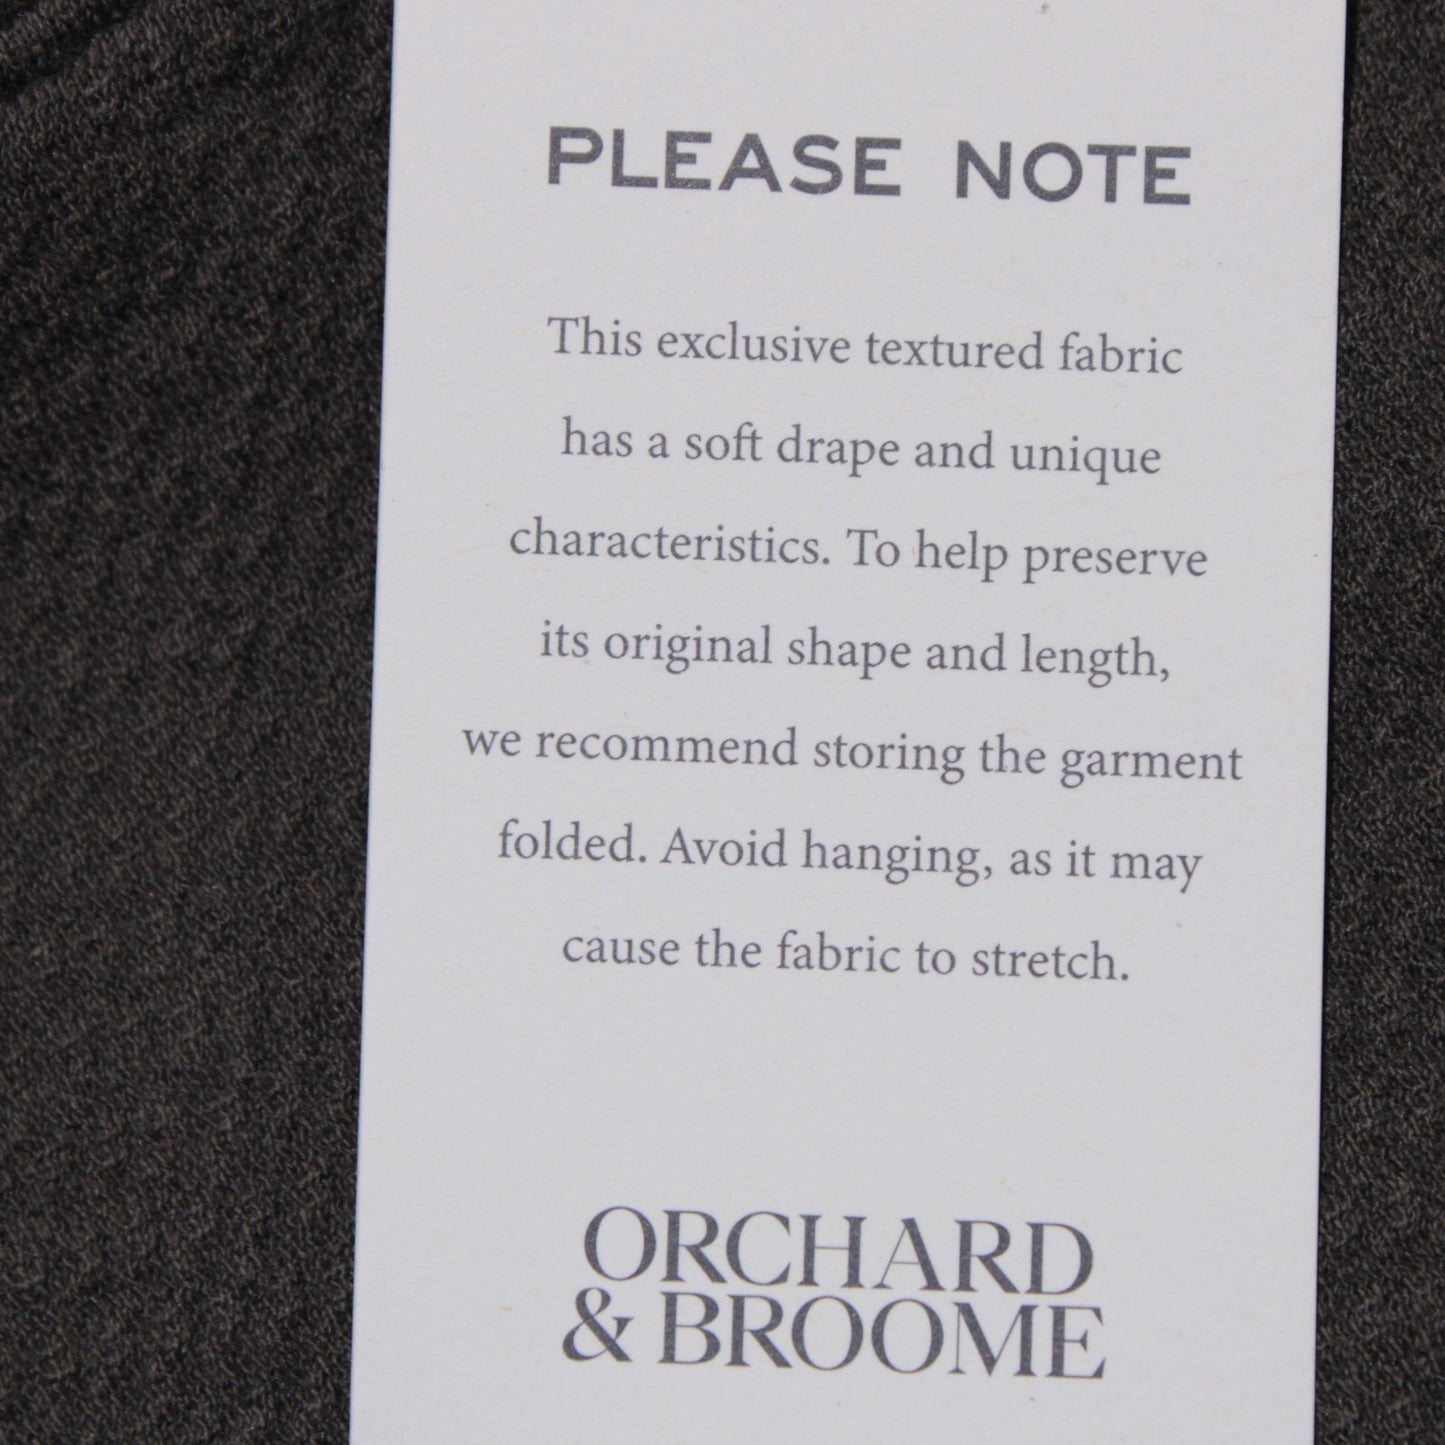 PLEASE NOTE
This exclusive textured fabric
has a soft drape and unique
characteristics. To help preserve
its original shape and length,
we recommend storing the garment
folded. Avoid hanging, as it may
cause the fabric to stretch.
ORCHARD
& BROOME